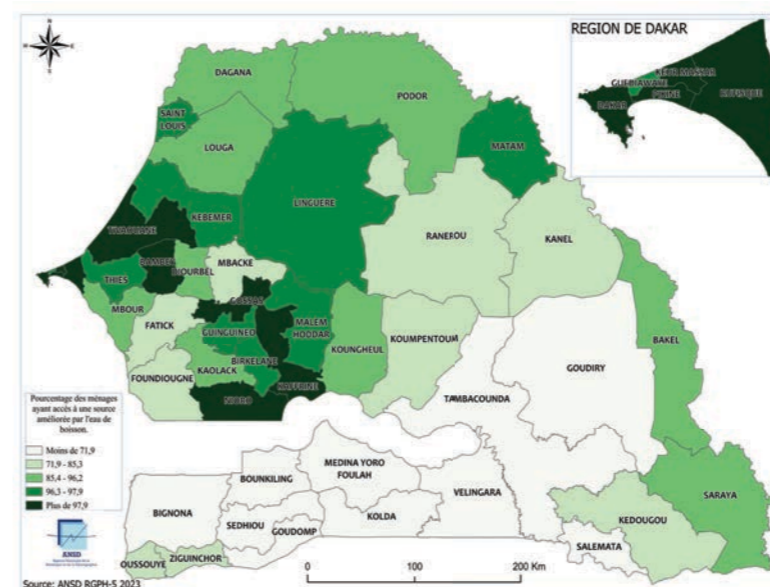 REGION DE DAKAR
KEUR MASSAR
GUEDIAWAYE
PIKINE
DAKAR
RUFISQUE
N
DAGANA
PODOR
SAINT
LOUIS
LOUGA
MATAM
LINGUERE
KEBEMER
TIVAOUANE
RANEROU
KANEL
BAMBEY
DIOURBEL
MBACKE
THIES
MBOUR
GOSSAS
FATICK
GUINGUINEO
MALEM
HODDAR
KOUNGHEUL
KOUMPENTOUM
BAKEL
BIRKELANE
KAOLACK
FOUNDIOUGNE
KAFFRINE
NIORO
GOUDIRY
TAMBACOUNDA
Pourcentage des ménages
ayant accès à une source
améliorée par l'eau de
boisson.
Moins de 71,9
71,9 - 85,3
85,4 - 96,2
96,3 - 97,9
Plus de 97,9
MEDINA YORO
FOULAH
BOUNKILING
VELINGARA
BIGNONA
SEDHIOU
KOLDA
GOUDOMP
SARAYA
KEDOUGOU
SALEMATA
ZIGUINCHOR
OUSSOUYE
ANSD
0 100 200 Km
Source: ANSD RGPH-5 2023